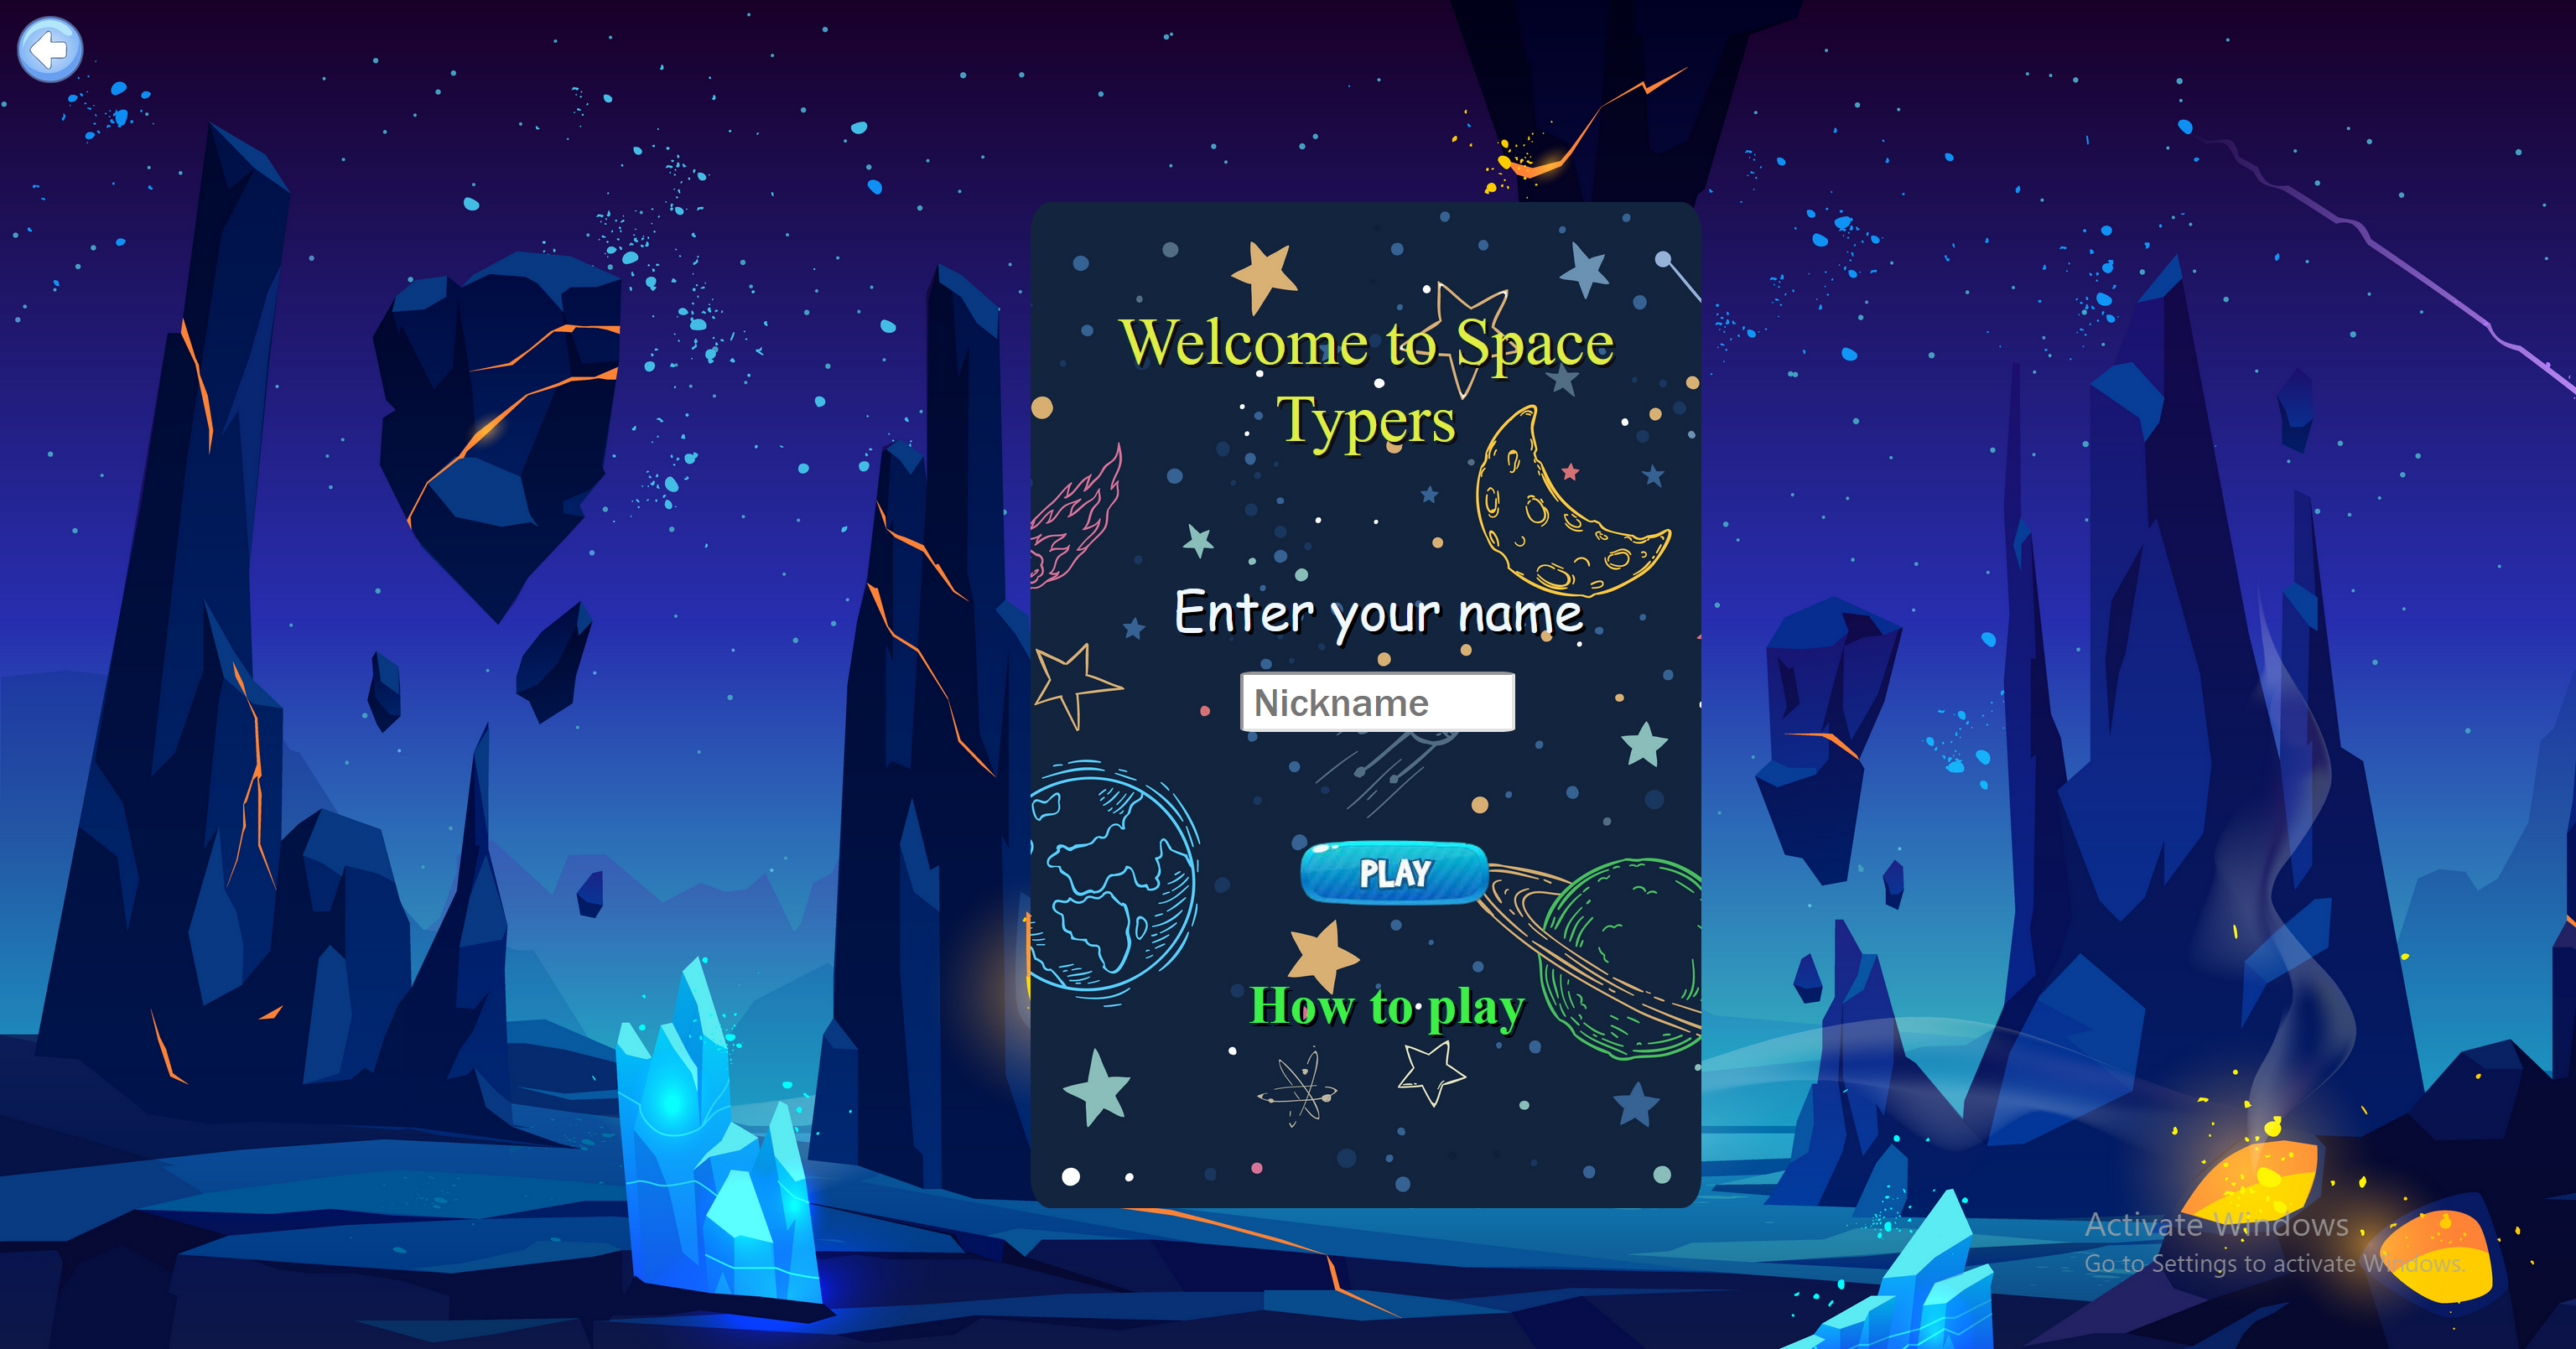 Welcome to Space
Typers
Enter your name
Nickname
PLAY
How to play
Activate Windows
Go to Settings to activate Windows.